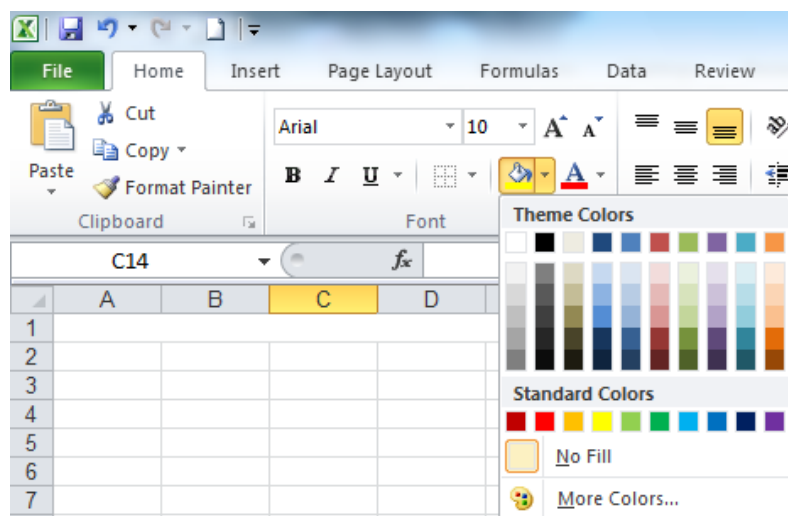 File Home Insert Page Layout Formulas Data Review
Cut
Copy
Format Painter
Paste
Clipboard
Arial 10 A A
B I U A
Font
Theme Colors
C14 fx
A B C D
1
2
3
4
5
6
7
Standard Colors
No Fill
More Colors...